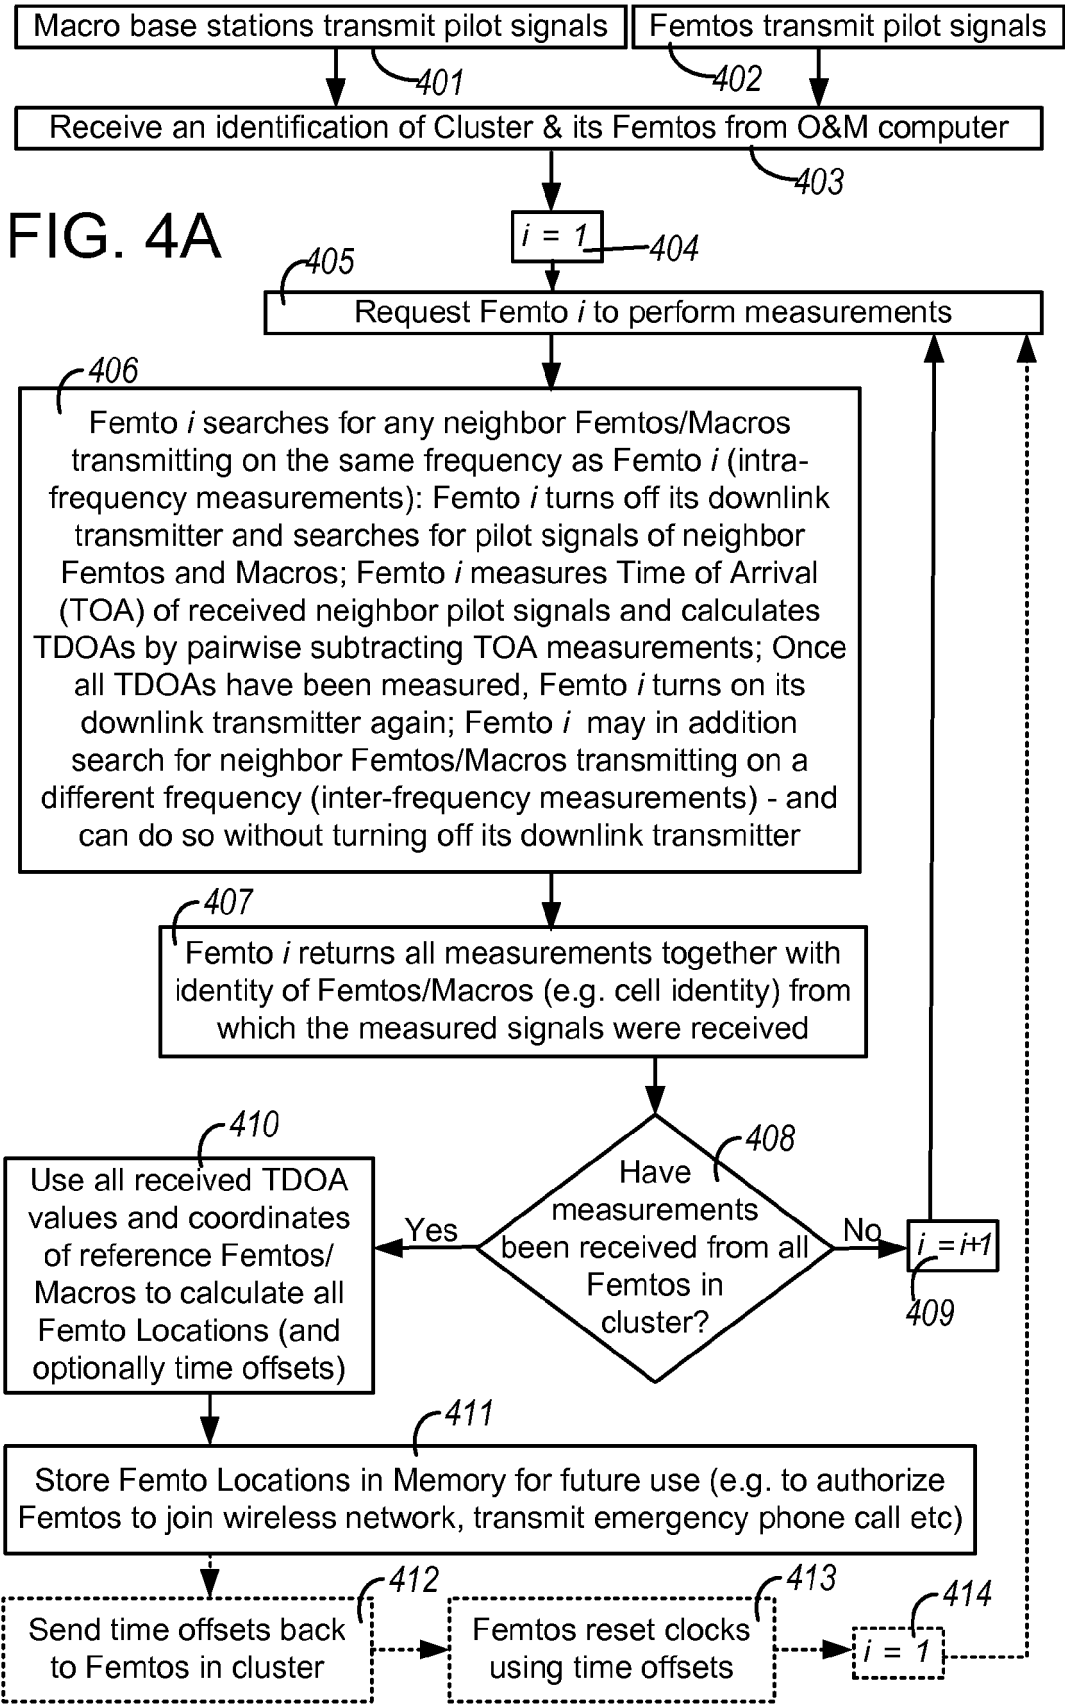 Macro base stations transmit pilot signals
Femtos transmit pilot signals
401
402
Receive an identification of Cluster & its Femtos from O&M computer
403
FIG. 4A
i = 1
404
405
Request Femto i to perform measurements
406
Femto i searches for any neighbor Femtos/Macros
transmitting on the same frequency as Femto i (intra-
frequency measurements): Femto i turns off its downlink
transmitter and searches for pilot signals of neighbor
Femtos and Macros; Femto i measures Time of Arrival
(TOA) of received neighbor pilot signals and calculates
TDOAs by pairwise subtracting TOA measurements; Once
all TDOAs have been measured, Femto i turns on its
downlink transmitter again; Femto i may in addition
search for neighbor Femtos/Macros transmitting on a
different frequency (inter-frequency measurements) - and
can do so without turning off its downlink transmitter
407
Femto i returns all measurements together with
identity of Femtos/Macros (e.g. cell identity) from
which the measured signals were received
408
Have
measurements
been received from all
Femtos in
cluster?
Yes
No
i =i+1
409
410
Use all received TDOA
values and coordinates
of reference Femtos/
Macros to calculate all
Femto Locations (and
optionally time offsets)
411
Store Femto Locations in Memory for future use (e.g. to authorize
Femtos to join wireless network, transmit emergency phone call etc)
412
Send time offsets back
to Femtos in cluster
413
Femtos reset clocks
using time offsets
414
i = 1